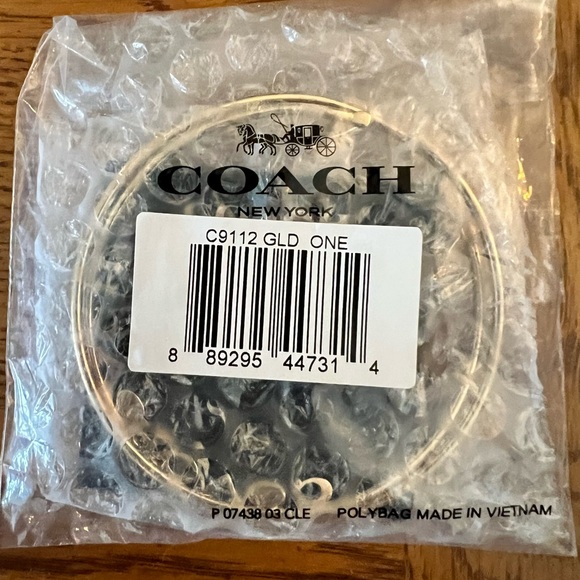 COACH
NEW YORK
C9112 GLD ONE
8 89295 44731 4
P 07438 03 CLE POLYBAG MADE IN VIETNAM